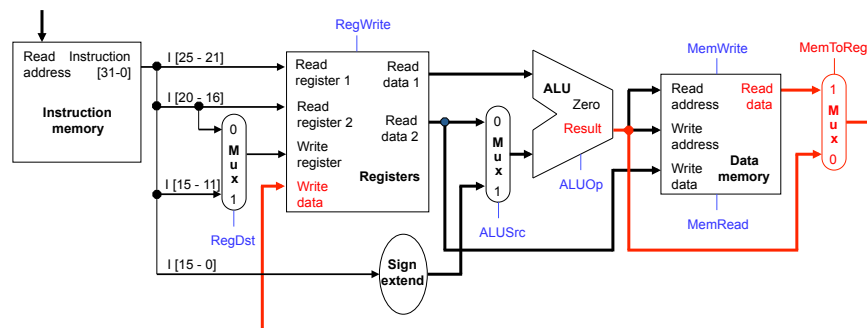 RegWrite
Read Instruction
address [31-0]
Instruction
memory
I [25 - 21]
I [20 - 16]
I [15 - 11]
I [15 - 0]
0
M
u
x
1
RegDst
Read
register 1
Read
register 2
Write
register
Write
data
Read
data 1
Read
data 2
Registers
Sign
extend
0
M
u
x
1
ALUSrc
ALU
Zero
Result
ALUOp
MemWrite
Read
address
Write
address
Write
data
Read
data
Data
memory
MemRead
MemToReg
1
M
u
x
0